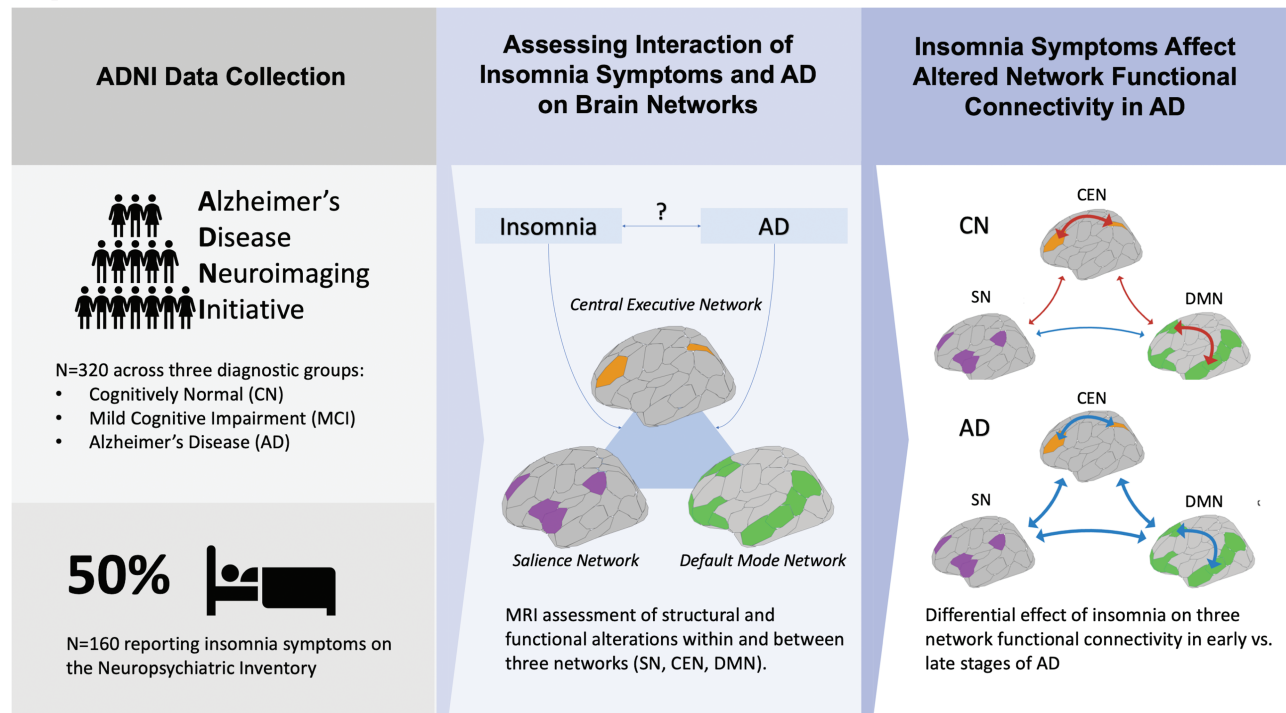 ADNI Data Collection
Alzheimer's
Disease
Neuroimaging
Initiative
N=320 across three diagnostic groups:
• Cognitively Normal (CN)
• Mild Cognitive Impairment (MCI)
• Alzheimer's Disease (AD)
50%
N=160 reporting insomnia symptoms on
the Neuropsychiatric Inventory
Assessing Interaction of
Insomnia Symptoms and AD
on Brain Networks
Insomnia
?
AD
Central Executive Network
Salience Network
Default Mode Network
MRI assessment of structural and
functional alterations within and between
three networks (SN, CEN, DMN).
Insomnia Symptoms Affect
Altered Network Functional
Connectivity in AD
CN
CEN
SN
DMN
AD
CEN
SN
DMN
Differential effect of insomnia on three
network functional connectivity in early vs.
late stages of AD